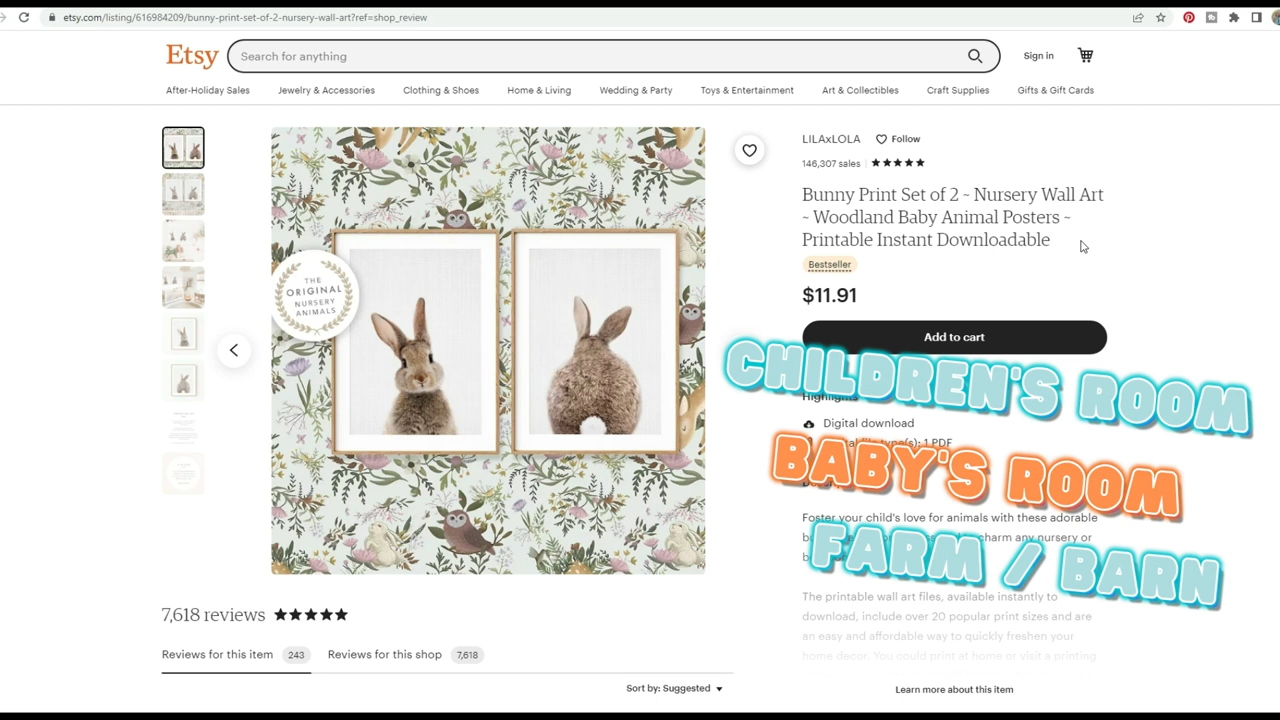 etsy.com/listing/616984209/bunny-print-set-of-2-nursery-wall-art?ref=shop_review
Etsy
Search for anything
Sign in
After-Holiday Sales
Jewelry & Accessories
Clothing & Shoes
Home & Living
Wedding & Party
Toys & Entertainment
Art & Collectibles
Craft Supplies
Gifts & Gift Cards
THE
ORIGINAL
NURSERY
ANIMALS
LILAxLOLA
Follow
146,307 sales
Bunny Print Set of 2 ~ Nursery Wall Art
~ Woodland Baby Animal Posters ~
Printable Instant Downloadable
Bestseller
$11.91
Add to cart
CHILDREN'S ROOM
Highlights
Digital download
1 PDF
BABY'S ROOM
Foster your child's love for animals with these adorable
charm any nursery or
FARM / BARN
The printable wall art files, available instantly to
download, include over 20 popular print sizes and are
an easy and affordable way to quickly freshen your
home decor. You could print at home or visit a printing
Learn more about this item
7,618 reviews
Reviews for this item 243
Reviews for this shop 7,618
Sort by: Suggested